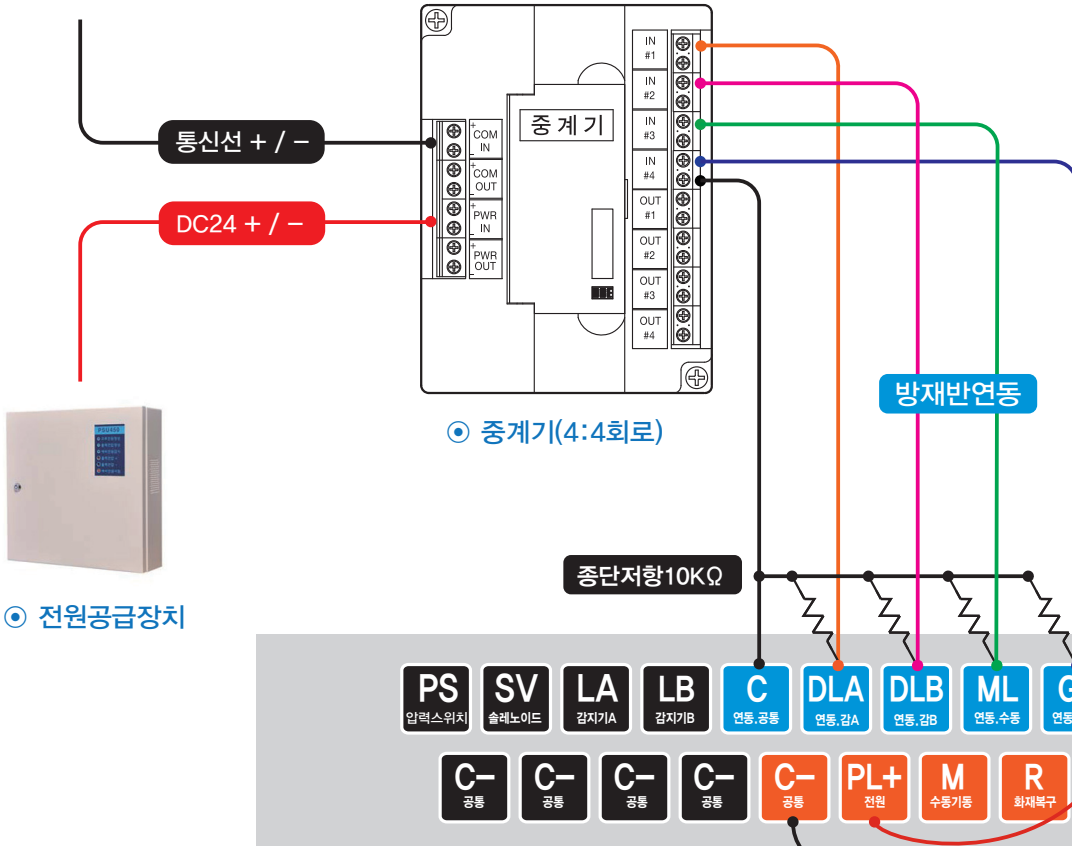 통신선 + / −
DC24 + / −
+
COM
IN
−
+
COM
OUT
−
+
PWR
IN
−
+
PWR
OUT
−
중계기
IN
#1
IN
#2
IN
#3
IN
#4
OUT
#1
OUT
#2
OUT
#3
OUT
#4
⦿ 중계기(4:4회로)
방재반연동
⦿ 전원공급장치
종단저항10KΩ
PS
압력스위치
SV
솔레노이드
LA
감지기A
LB
감지기B
C
연동,공통
DLA
연동,감A
DLB
연동,감B
ML
연동,수동
연동
C−
공통
C−
공통
C−
공통
C−
공통
C−
공통
PL+
전원
M
수동기동
R
화재복구